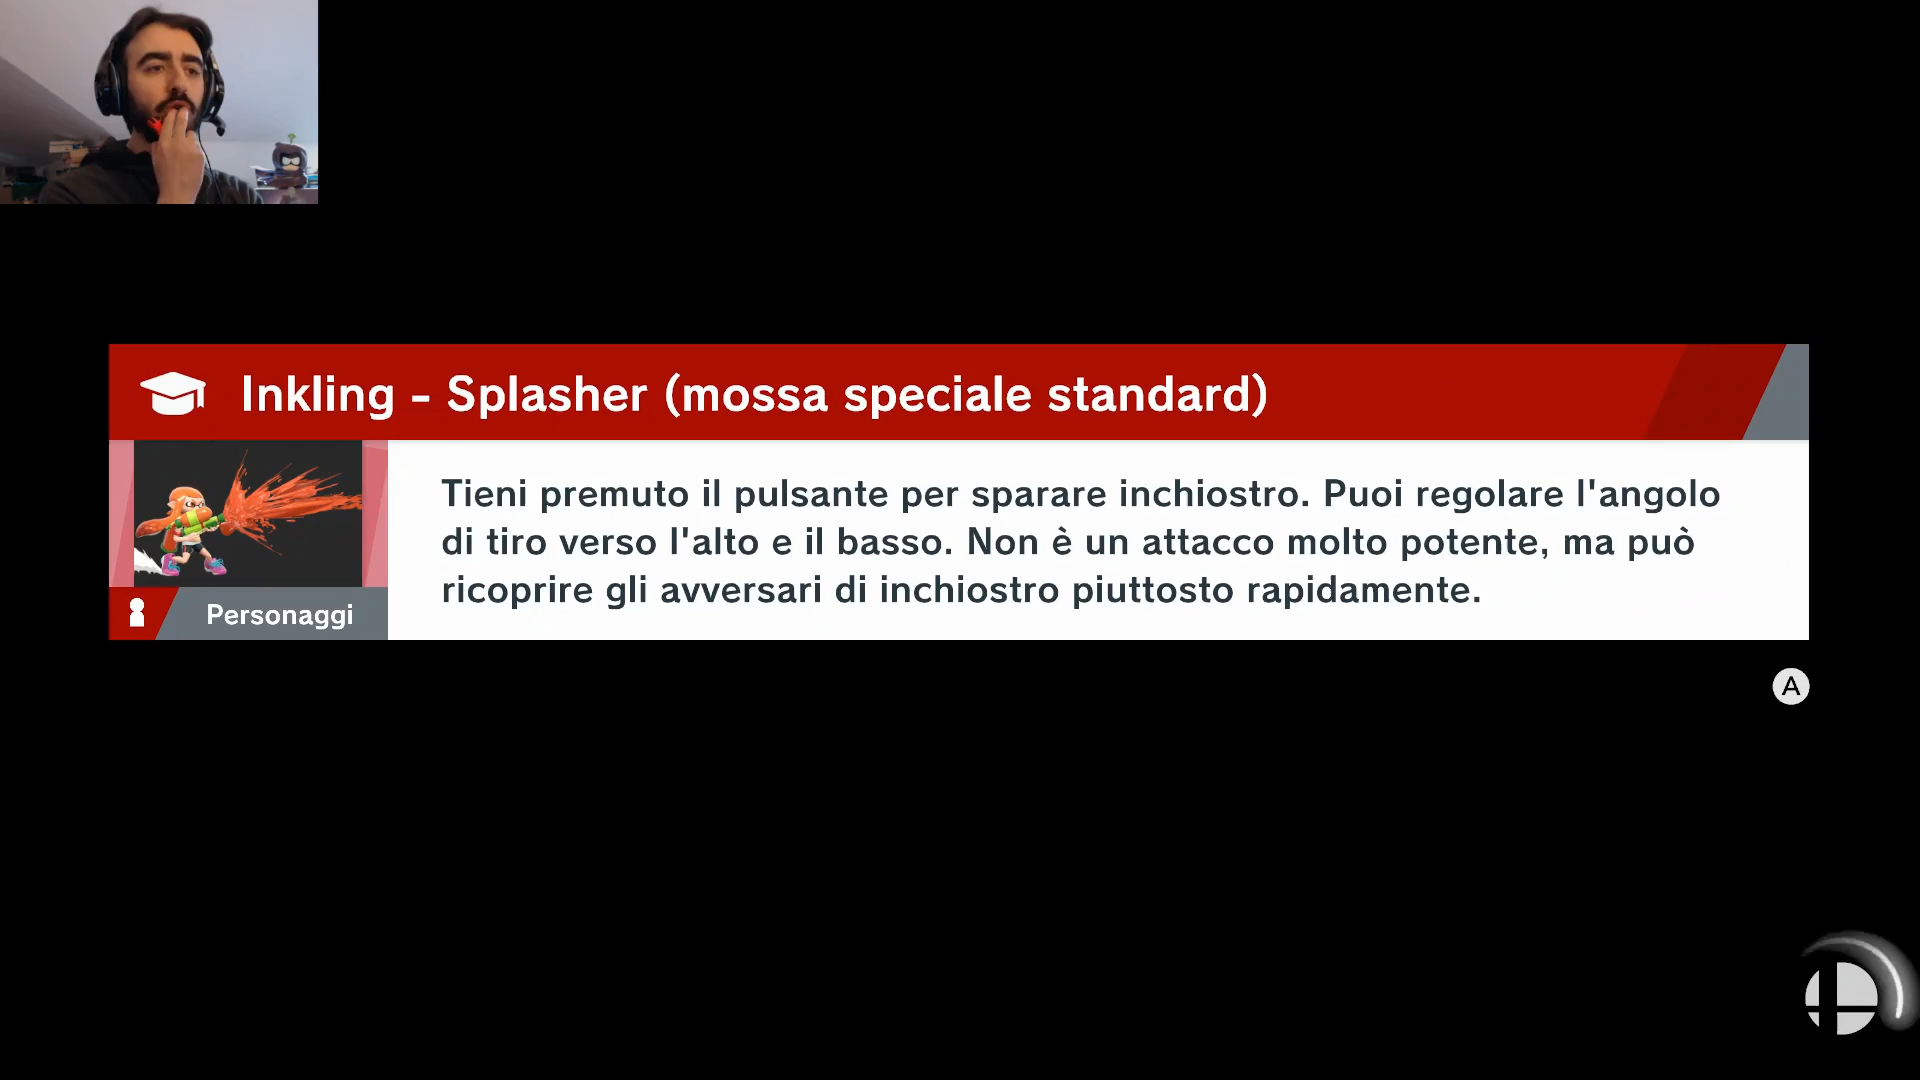 Inkling - Splasher (mossa speciale standard)
Tieni premuto il pulsante per sparare inchiostro. Puoi regolare l'angolo
di tiro verso l'alto e il basso. Non è un attacco molto potente, ma può
ricoprire gli avversari di inchiostro piuttosto rapidamente.
Personaggi
A